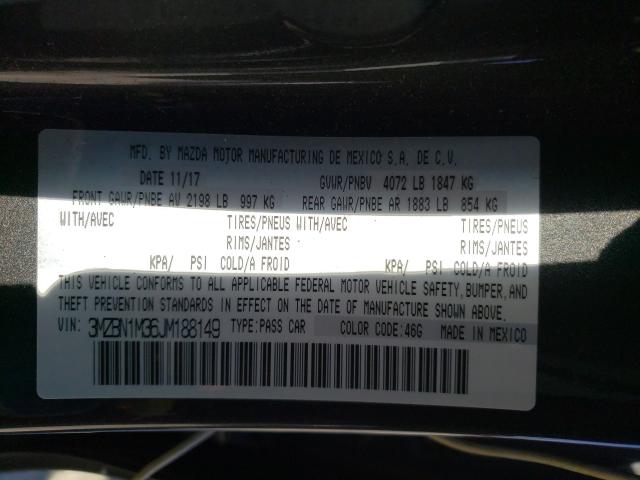 MFD. BY MAZDA MOTOR MANUFACTURING DE MEXICO S.A. DE C.V.
DATE 11/17 GVWR/PNBV 4072 LB 1847 KG
FRONT GAWR/PNBE AV 2198 LB 997 KG REAR GAWR/PNBE AR 1883 LB 854 KG
WITH/AVEC TIRES/PNEUS WITH/AVEC TIRES/PNEUS
RIMS/JANTES RIMS/JANTES
KPA/ PSI COLD/A FROID KPA/ PSI COLD/A FROID
THIS VEHICLE CONFORMS TO ALL APPLICABLE FEDERAL MOTOR VEHICLE SAFETY, BUMPER, AND
THEFT PREVENTION STANDARDS IN EFFECT ON THE DATE OF MANUFACTURE SHOWN ABOVE.
VIN: 3MZBN1M36JM188149 TYPE:PASS CAR COLOR CODE:46G MADE IN MEXICO